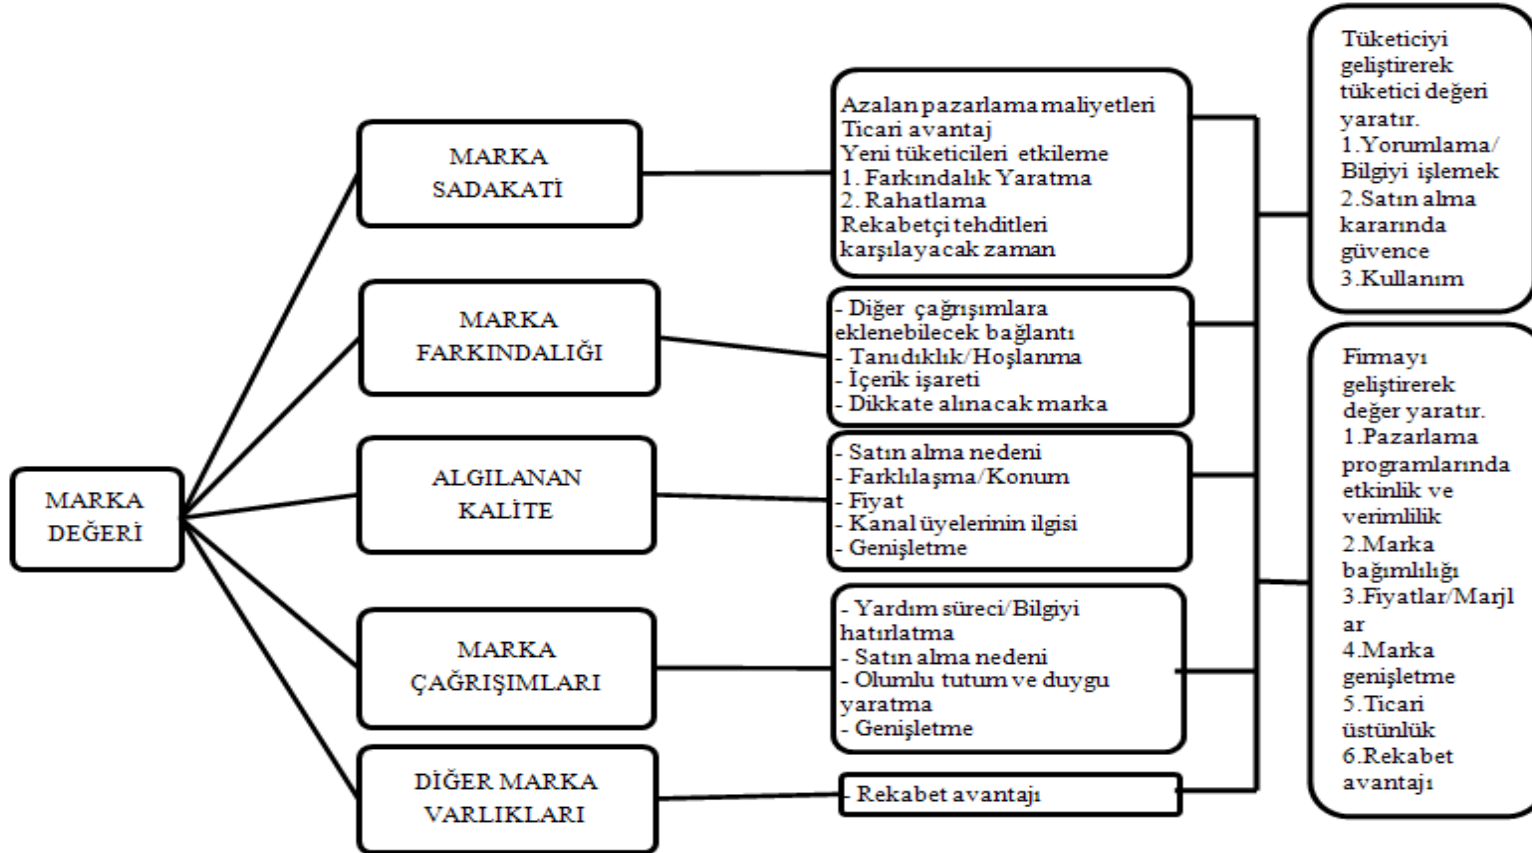 MARKA
DEĞERİ
MARKA
SADAKATİ
MARKA
FARKINDALIĞI
ALGILANAN
KALİTE
MARKA
ÇAĞRIŞIMLARI
DİĞER MARKA
VARLIKLARI
Azalan pazarlama maliyetleri
Ticari avantaj
Yeni tüketicileri etkileme
1. Farkındalık Yaratma
2. Rahatlama
Rekabetçi tehditleri
karşılayacak zaman
- Diğer çağrışımlara
eklenebilecek bağlantı
- Tanıdıklık/Hoşlanma
- İçerik işareti
- Dikkate alınacak marka
- Satın alma nedeni
- Farklılaşma/Konum
- Fiyat
- Kanal üyelerinin ilgisi
- Genişletme
- Yardım süreci/Bilgiyi
hatırlatma
- Satın alma nedeni
- Olumlu tutum ve duygu
yaratma
- Genişletme
- Rekabet avantajı
Tüketiciyi
geliştirerek
tüketici değeri
yaratır.
1.Yorumlama/
Bilgiyi işlemek
2.Satın alma
kararında
güvence
3.Kullanım
Firmayı
geliştirerek
değer yaratır.
1.Pazarlama
programlarında
etkinlik ve
verimlilik
2.Marka
bağımlılığı
3.Fiyatlar/Marjl
ar
4.Marka
genişletme
5.Ticari
üstünlük
6.Rekabet
avantajı